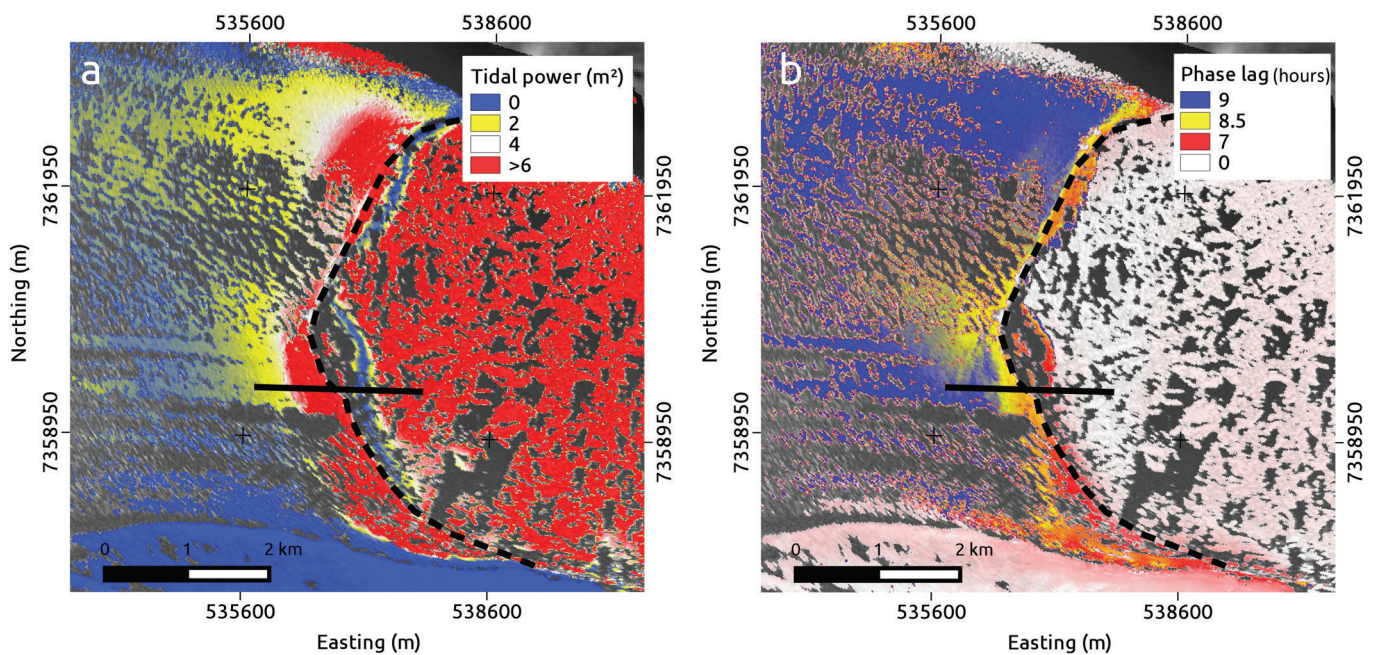 535600 538600
a
Tidal power (m²)
0
2
4
>6
7361950
7361950
7358950
7358950
Northing (m)
0 1 2 km
535600 538600
Easting (m)
535600 538600
b
Phase lag (hours)
9
8.5
7
0
7361950
7361950
7358950
7358950
Northing (m)
0 1 2 km
535600 538600
Easting (m)